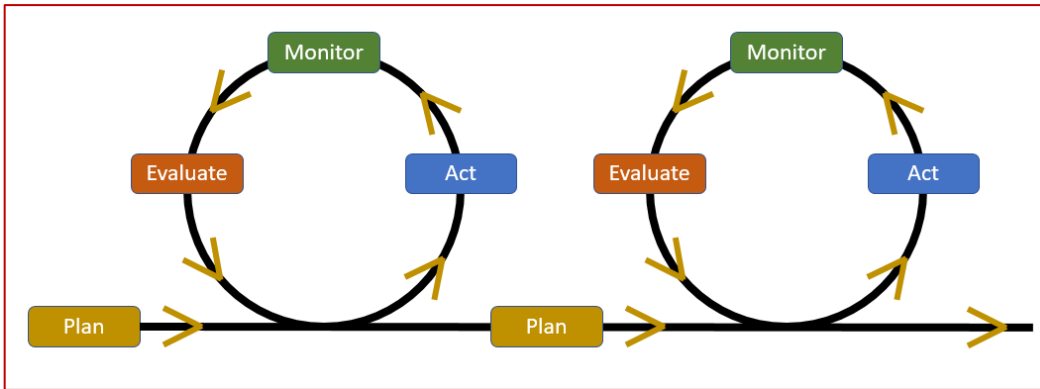 Monitor
Monitor
Evaluate
Act
Evaluate
Act
Plan
Plan